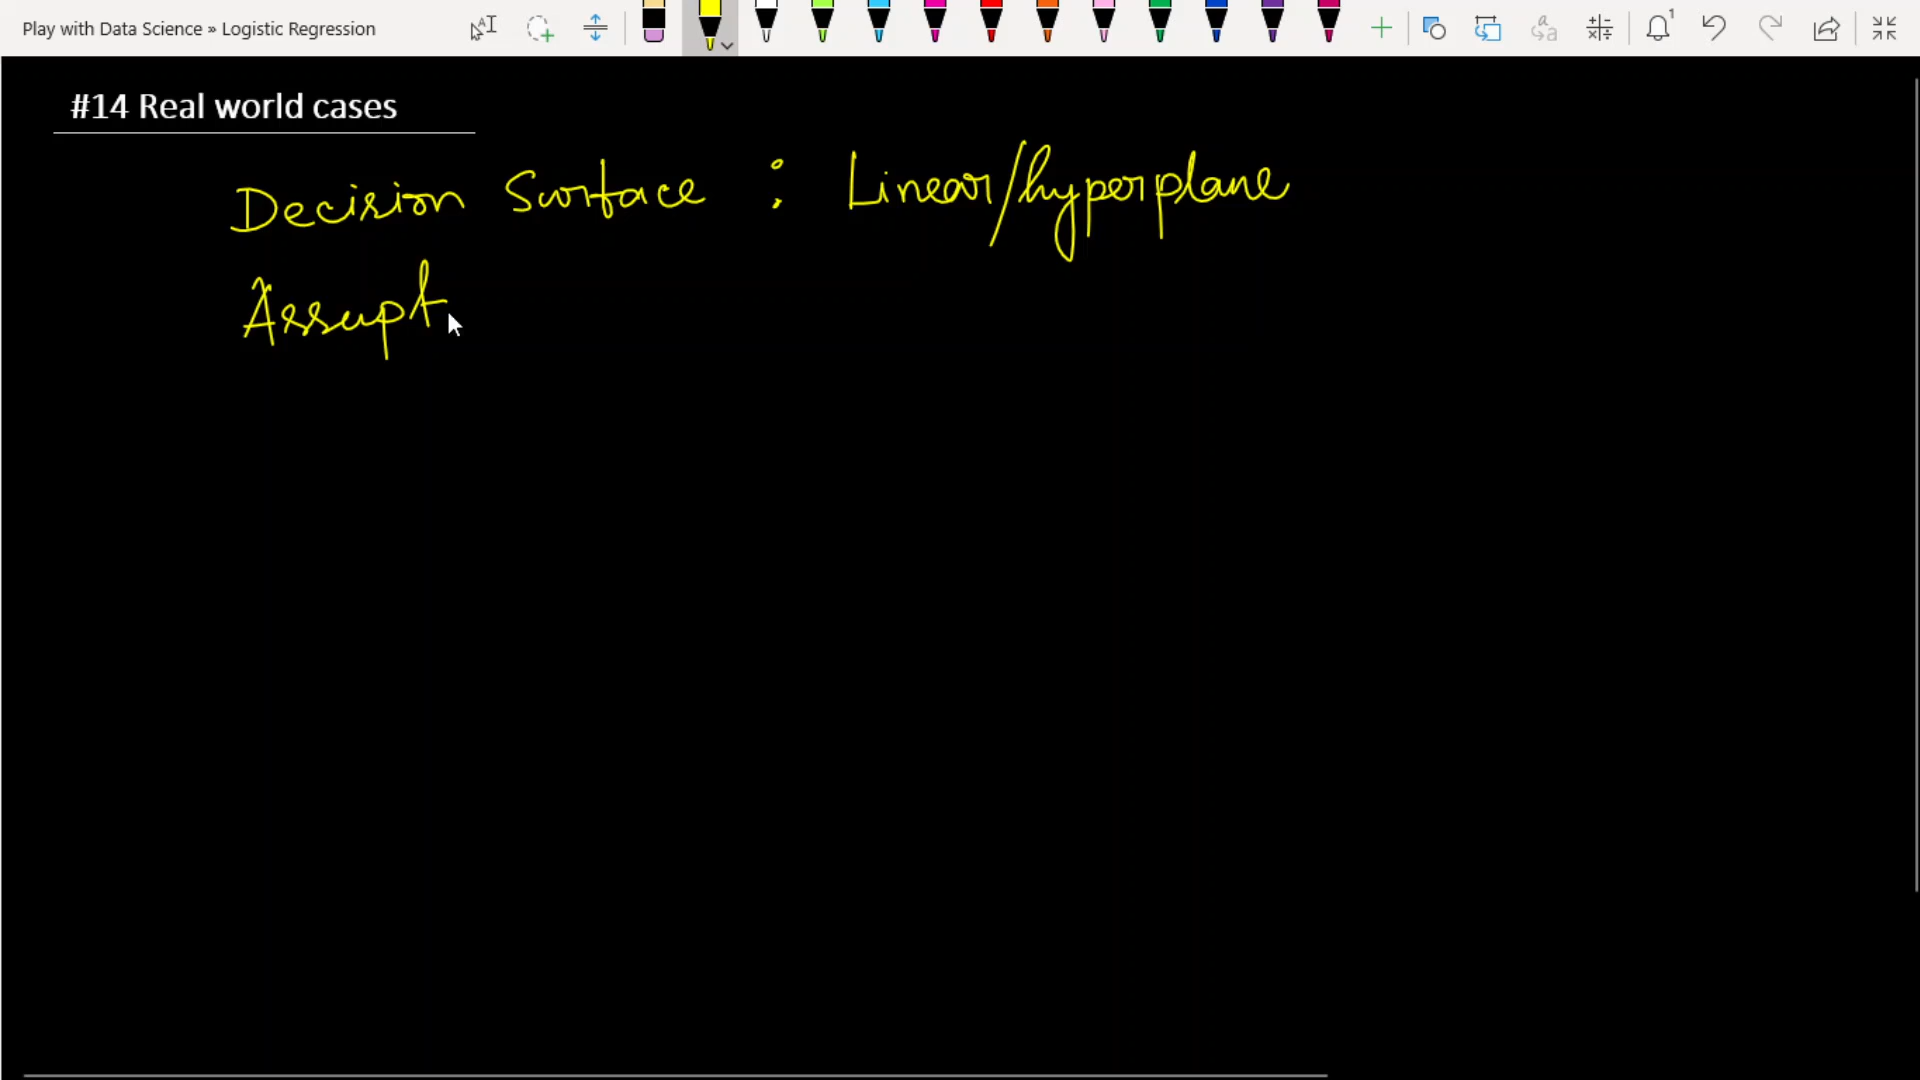 Play with Data Science » Logistic Regression
#14 Real world cases
Decision Surface : Linear/hyperplane
Assupt